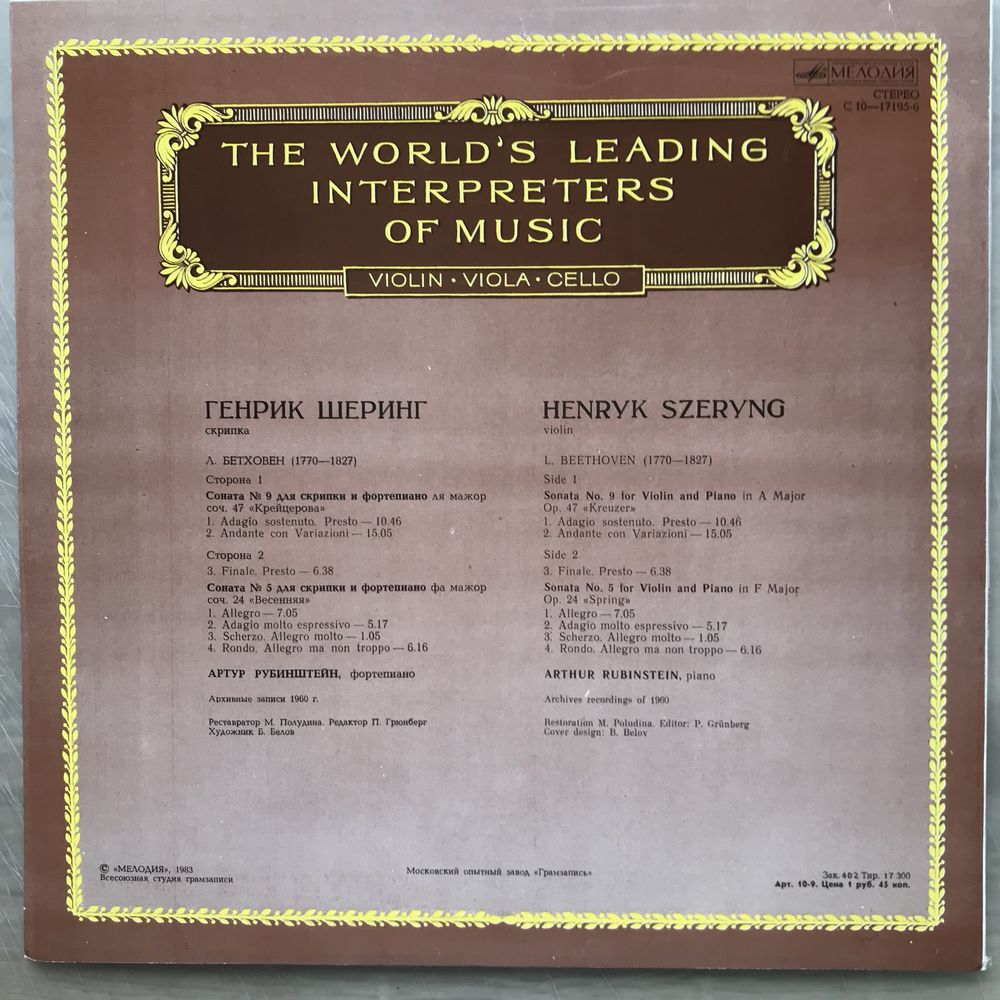 МЕЛОДИЯ
СТЕРЕО
С 10—17195-6
THE WORLD'S LEADING
INTERPRETERS
OF MUSIC
VIOLIN · VIOLA · CELLO
ГЕНРИК ШЕРИНГ
скрипка
Л. БЕТХОВЕН (1770—1827)
Сторона 1
Соната № 9 для скрипки и фортепиано ля мажор
соч. 47 «Крейцерова»
1. Adagio sostenuto. Presto — 10.46
2. Andante con Variazioni — 15.05
Сторона 2
3. Finale. Presto — 6.38
Соната № 5 для скрипки и фортепиано фа мажор
соч. 24 «Весенняя»
1. Allegro — 7.05
2. Adagio molto espressivo — 5.17
3. Scherzo. Allegro molto — 1.05
4. Rondo. Allegro ma non troppo — 6.16
АРТУР РУБИНШТЕЙН, фортепиано
Архивные записи 1960 г.
Реставратор М. Полудина. Редактор П. Грюнберг
Художник Б. Белов
HENRYK SZERYNG
violin
L. BEETHOVEN (1770—1827)
Side 1
Sonata No. 9 for Violin and Piano in A Major
Op. 47 «Kreuzer»
1. Adagio sostenuto. Presto — 10.46
2. Andante con Variazioni — 15.05
Side 2
3. Finale. Presto — 6.38
Sonata No. 5 for Violin and Piano in F Major
Op. 24 «Spring»
1. Allegro — 7.05
2. Adagio molto espressivo — 5.17
3. Scherzo. Allegro molto — 1.05
4. Rondo. Allegro ma non troppo — 6.16
ARTHUR RUBINSTEIN, piano
Archives recordings of 1960
Restoration M. Poludina. Editor: P. Grünberg
Cover design: B. Belov
© «МЕЛОДИЯ», 1983
Всесоюзная студия грамзаписи
Московский опытный завод «Грамзапись»
Зак. 402 Тир. 17 300
Арт. 10-9. Цена 1 руб. 45 коп.